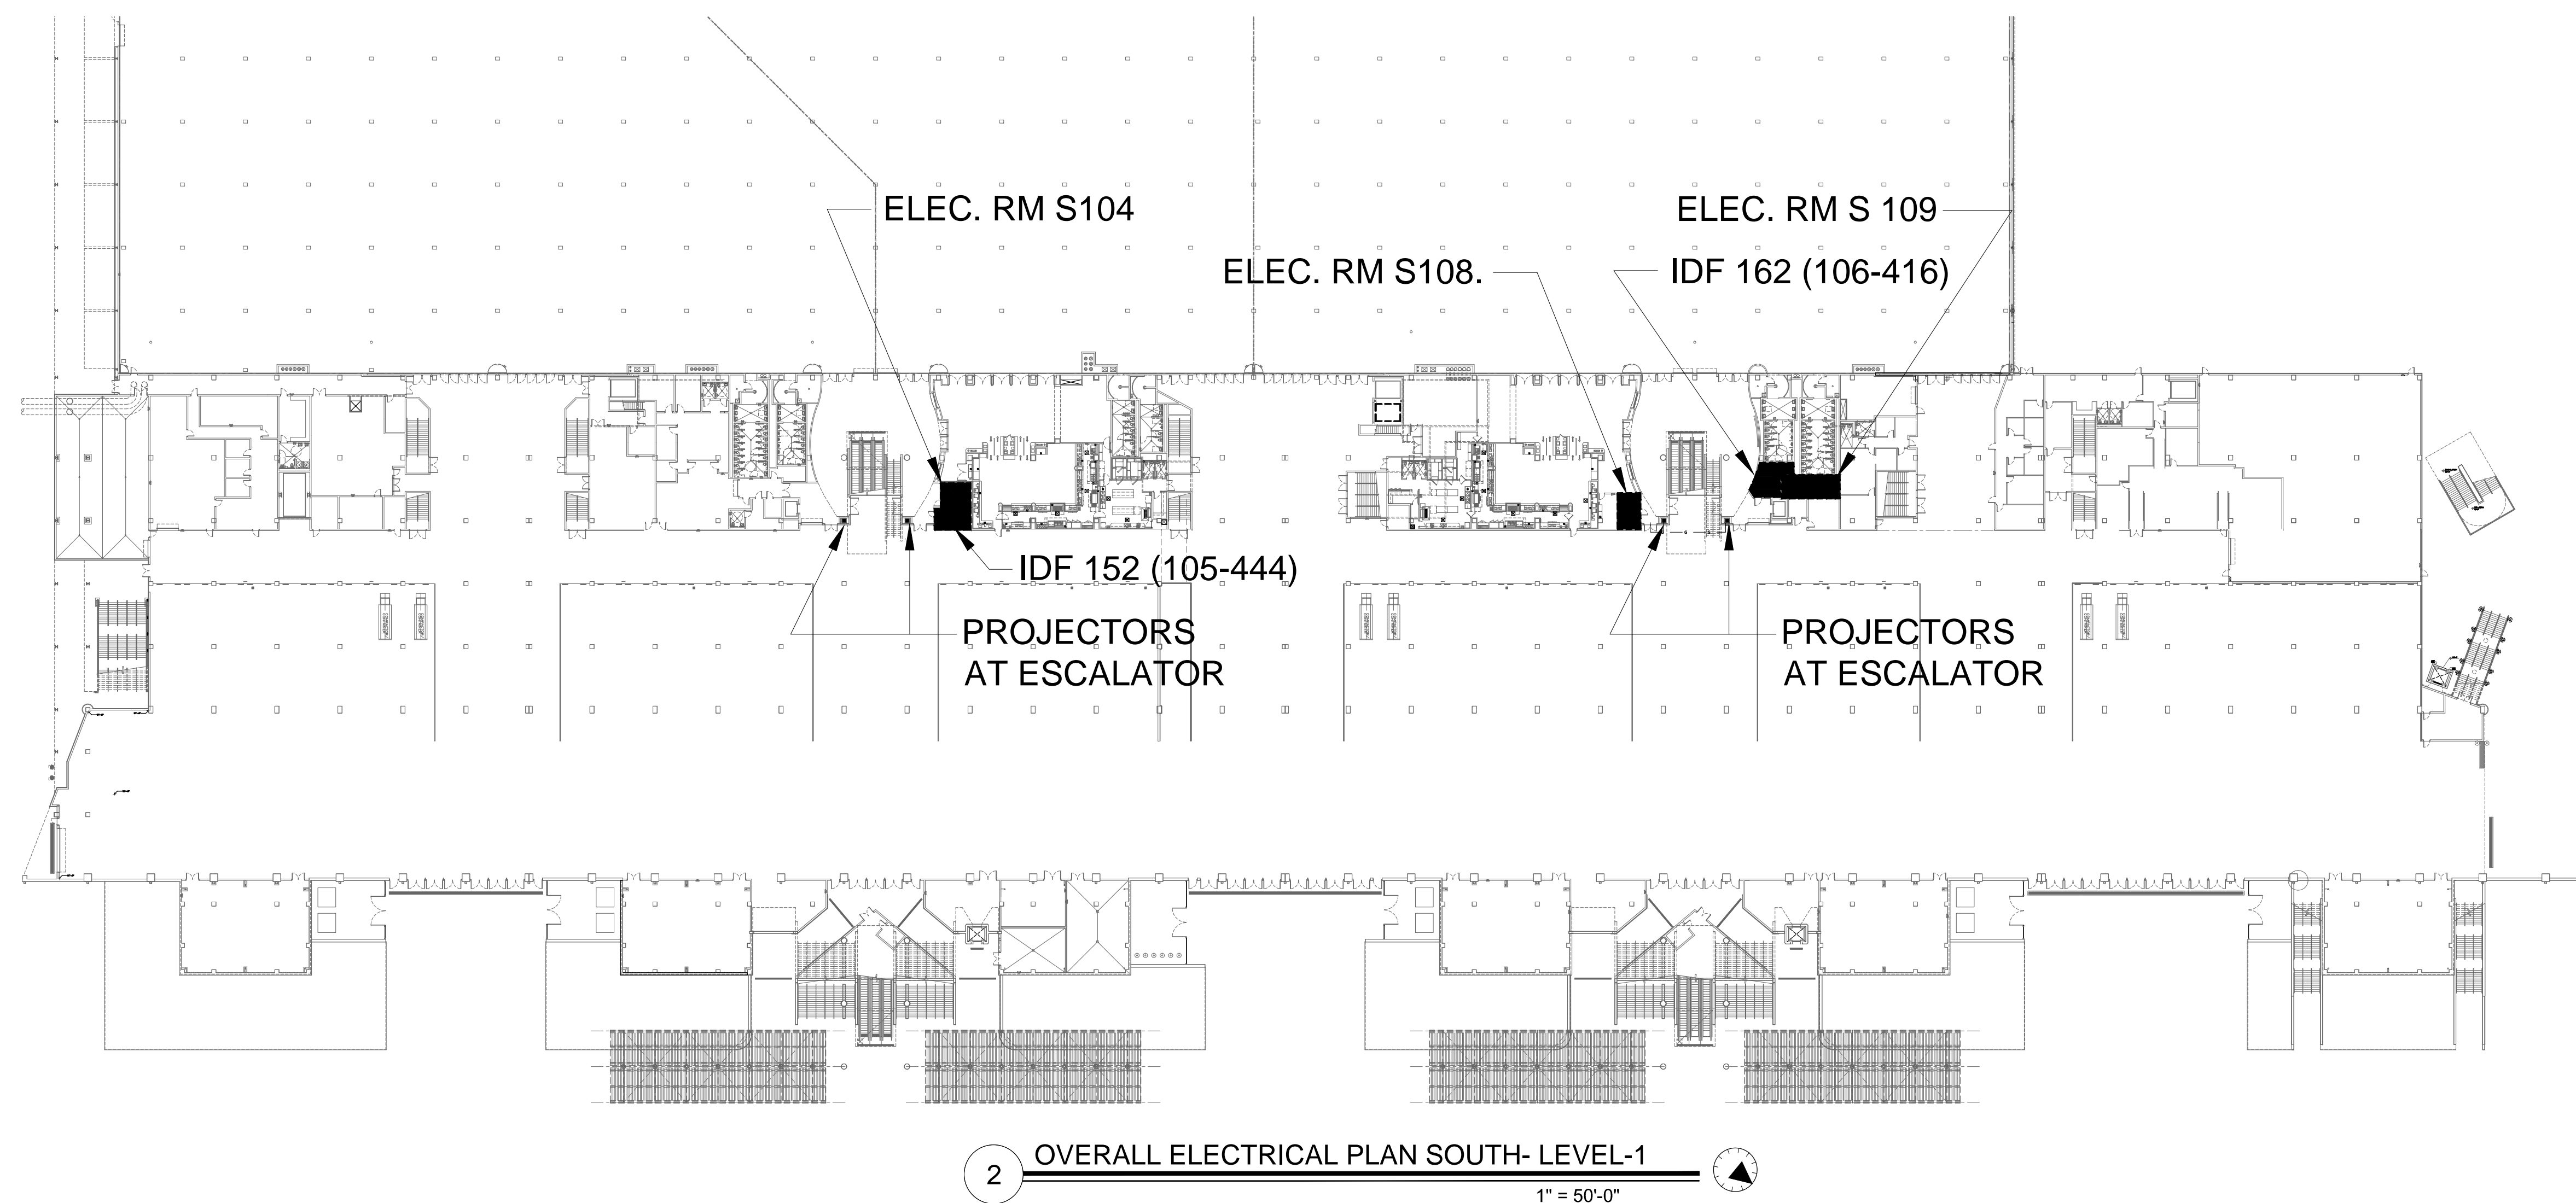 ELEC. RM S104
ELEC. RM S 109
ELEC. RM S108.
IDF 162 (106-416)
IDF 152 (105-444)
PROJECTORS
AT ESCALATOR
PROJECTORS
AT ESCALATOR
2
OVERALL ELECTRICAL PLAN SOUTH- LEVEL-1
1" = 50'-0"